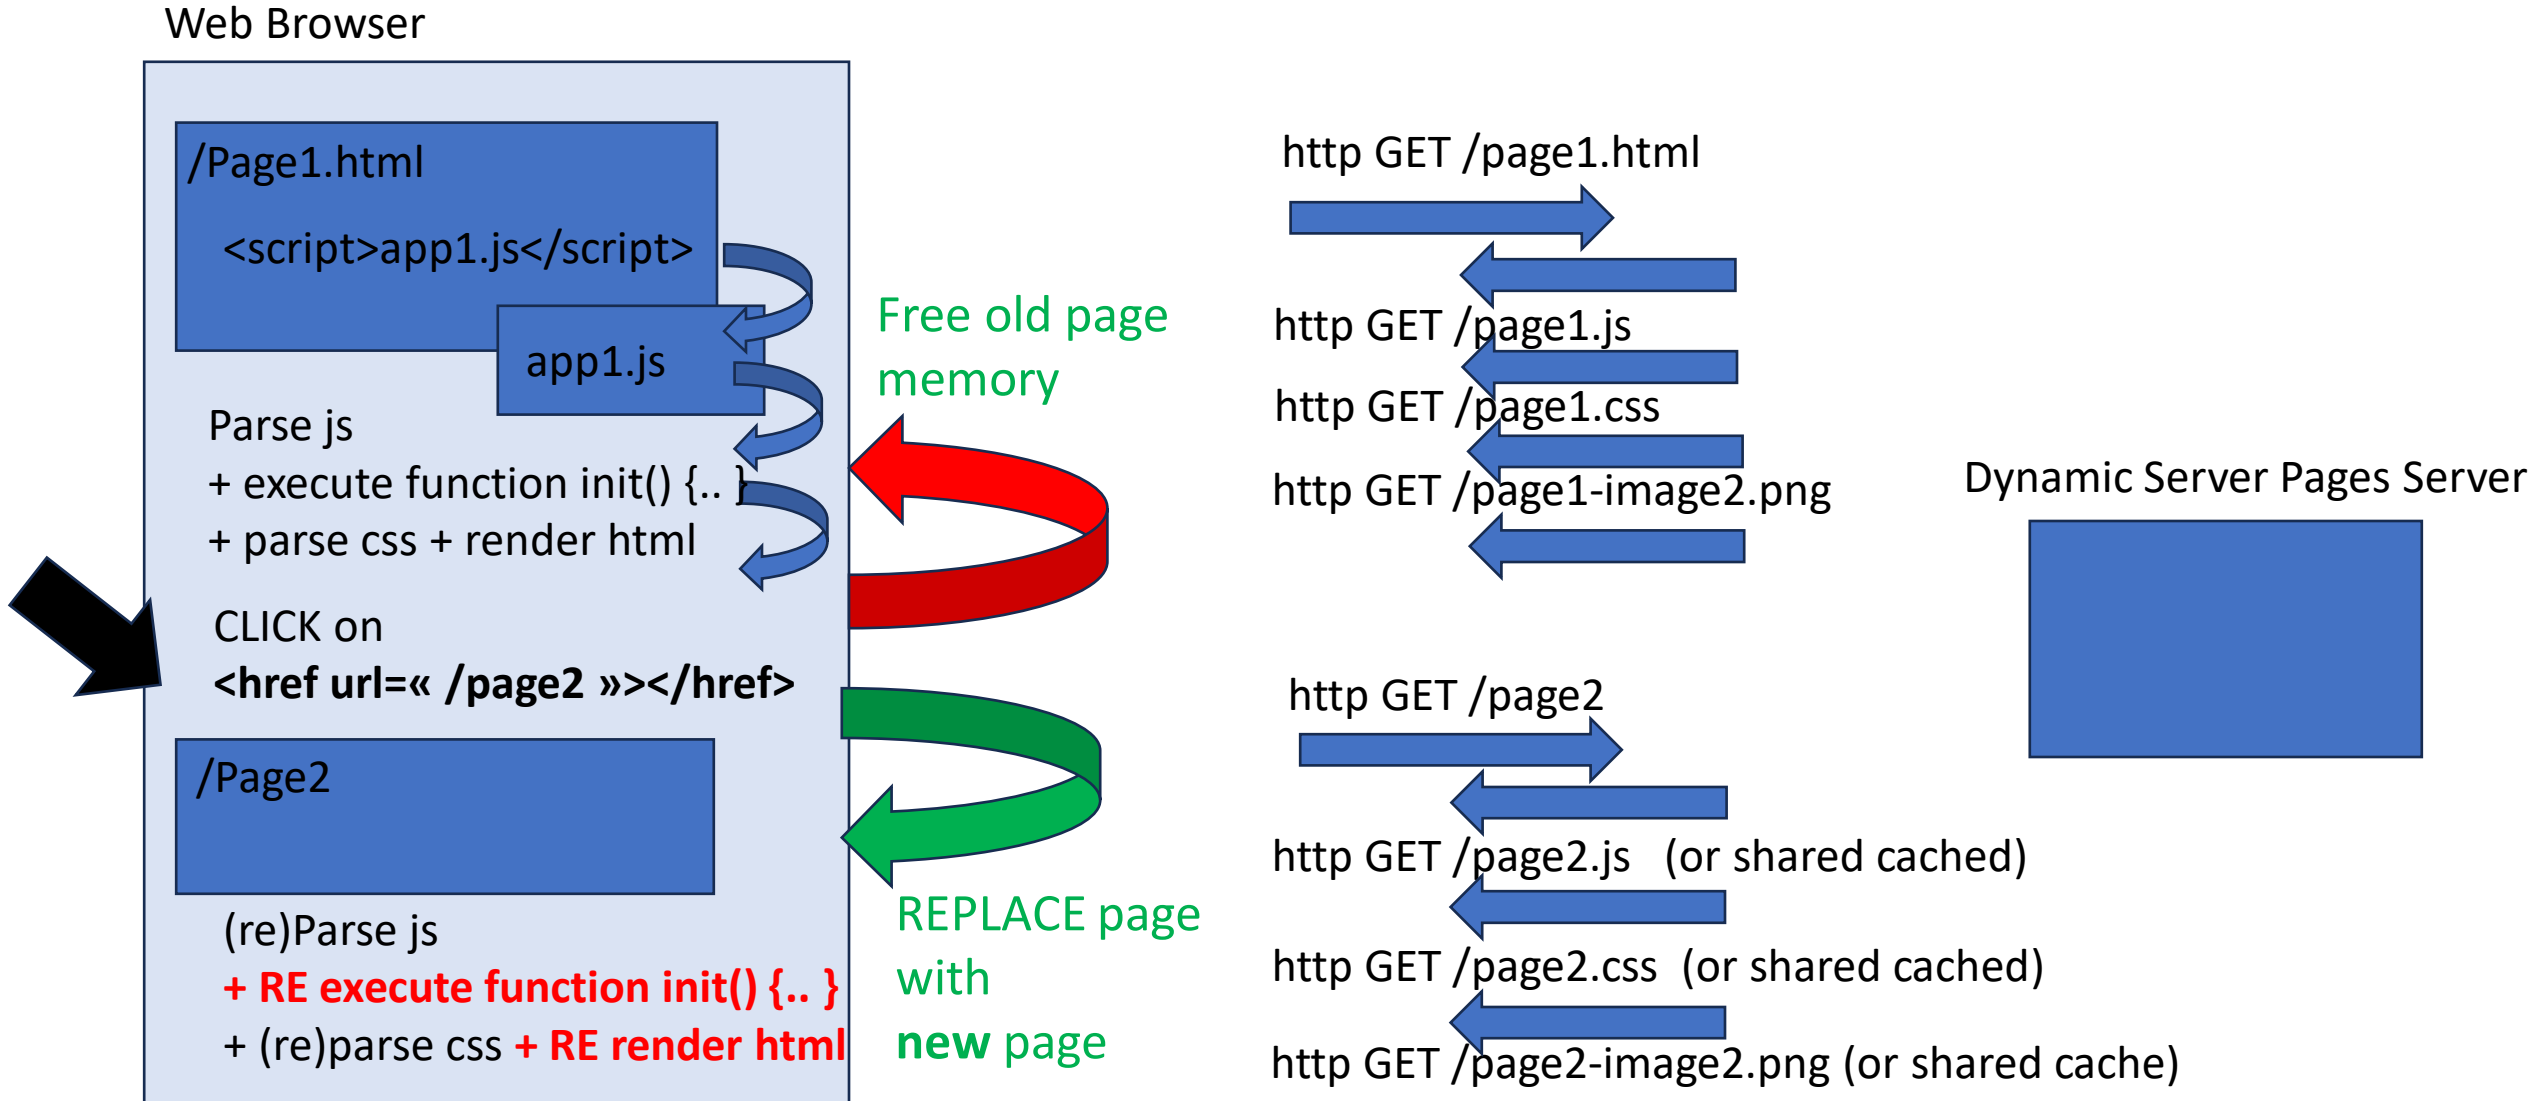 Web Browser
/Page1.html
<script>app1.js</script>
app1.js
Parse js
+ execute function init() {.. }
+ parse css + render html
CLICK on
<href url=« /page2 »></href>
/Page2
(re)Parse js
+ RE execute function init() {.. }
+ (re)parse css + RE render html
Free old page
memory
REPLACE page
with
new page
http GET /page1.html
http GET /page1.js
http GET /page1.css
http GET /page1-image2.png
http GET /page2
http GET /page2.js (or shared cached)
http GET /page2.css (or shared cached)
http GET /page2-image2.png (or shared cache)
Dynamic Server Pages Server